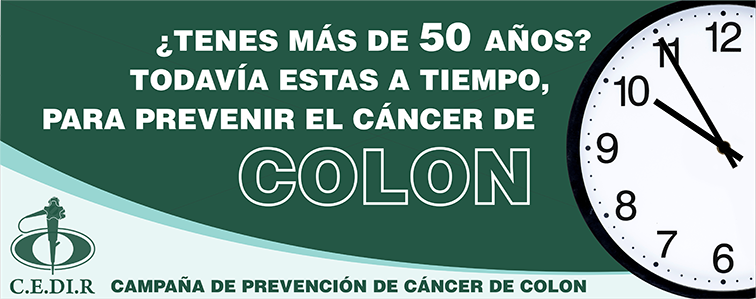 ¿TENES MÁS DE 50 AÑOS?
TODAVÍA ESTAS A TIEMPO,
PARA PREVENIR EL CÁNCER DE
COLON
12
11
10
9
8
7
6
C.E.DI.R
CAMPAÑA DE PREVENCIÓN DE CÁNCER DE COLON